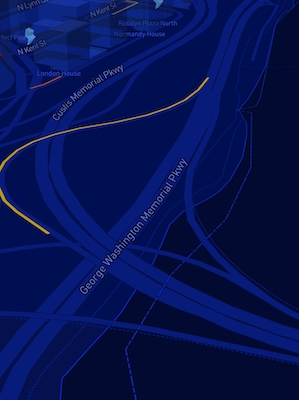 N Lynn St
N Kent St
Rosslyn Plaza North
Normandy House
N Kent St
London House
Custis Memorial Pkwy
George Washington Memorial Pkwy